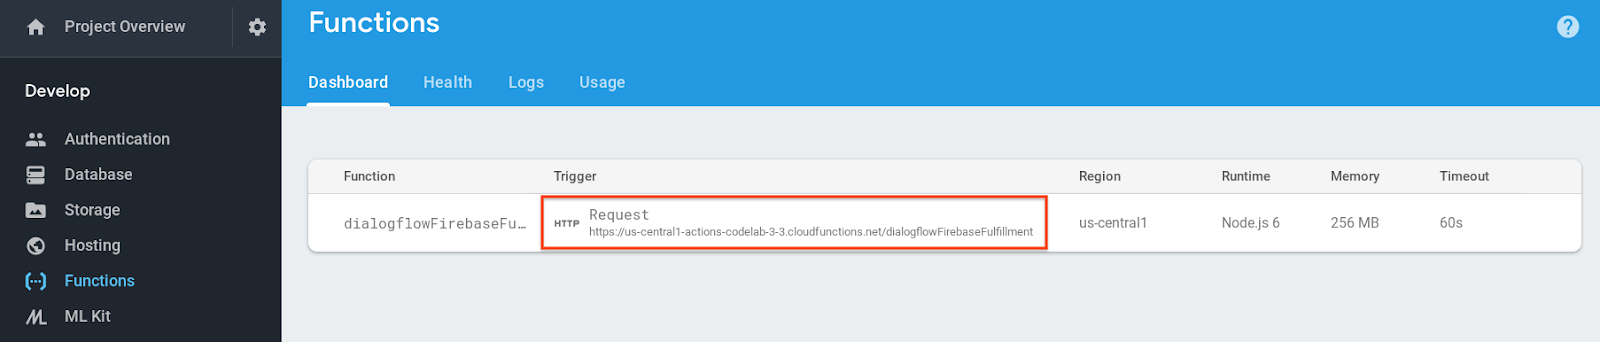 Project Overview
Develop
Authentication
Database
Storage
Hosting
Functions
ML Kit
Functions
?
Dashboard Health Logs Usage
Function Trigger Region Runtime Memory Timeout
dialogflowFirebaseFu… HTTP Request us-central1 Node.js 6 256 MB 60s
https://us-central1-actions-codelab-3-3.cloudfunctions.net/dialogflowFirebaseFulfillment